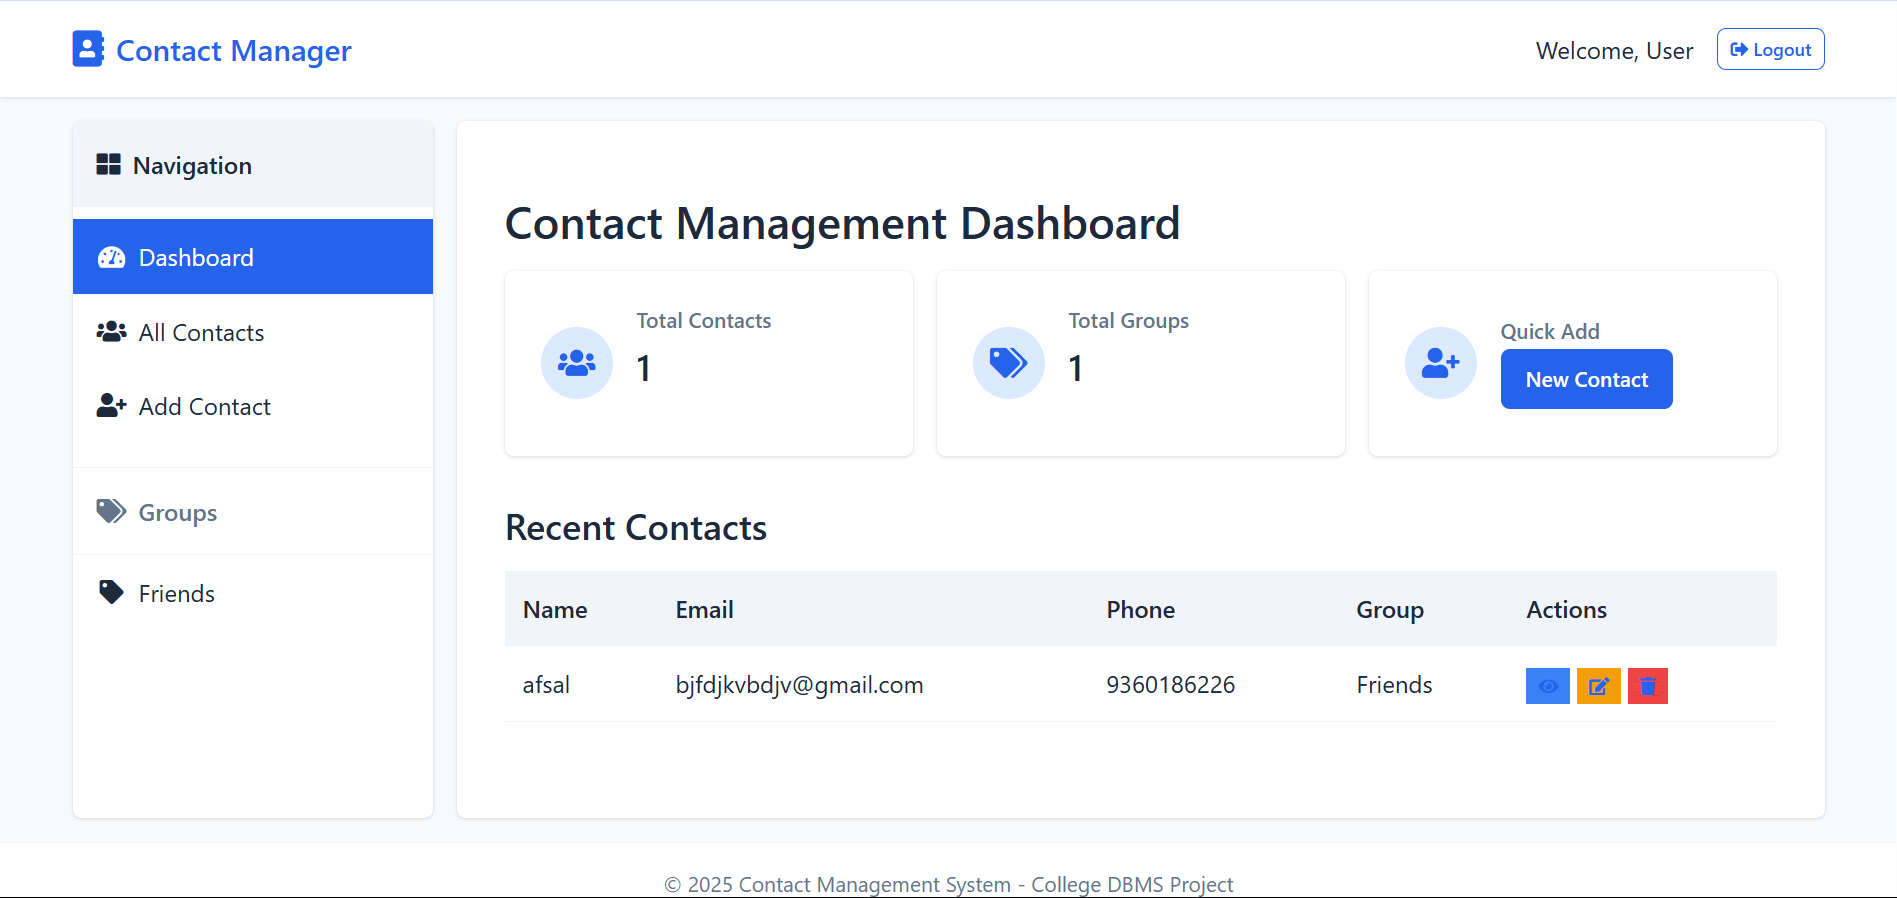 Contact Manager
Welcome, User
Logout
Navigation
Dashboard
All Contacts
Add Contact
Groups
Friends
Contact Management Dashboard
Total Contacts
1
Total Groups
1
Quick Add
New Contact
Recent Contacts
Name Email Phone Group Actions
afsal bjfdjkvbdjv@gmail.com 9360186226 Friends
© 2025 Contact Management System - College DBMS Project